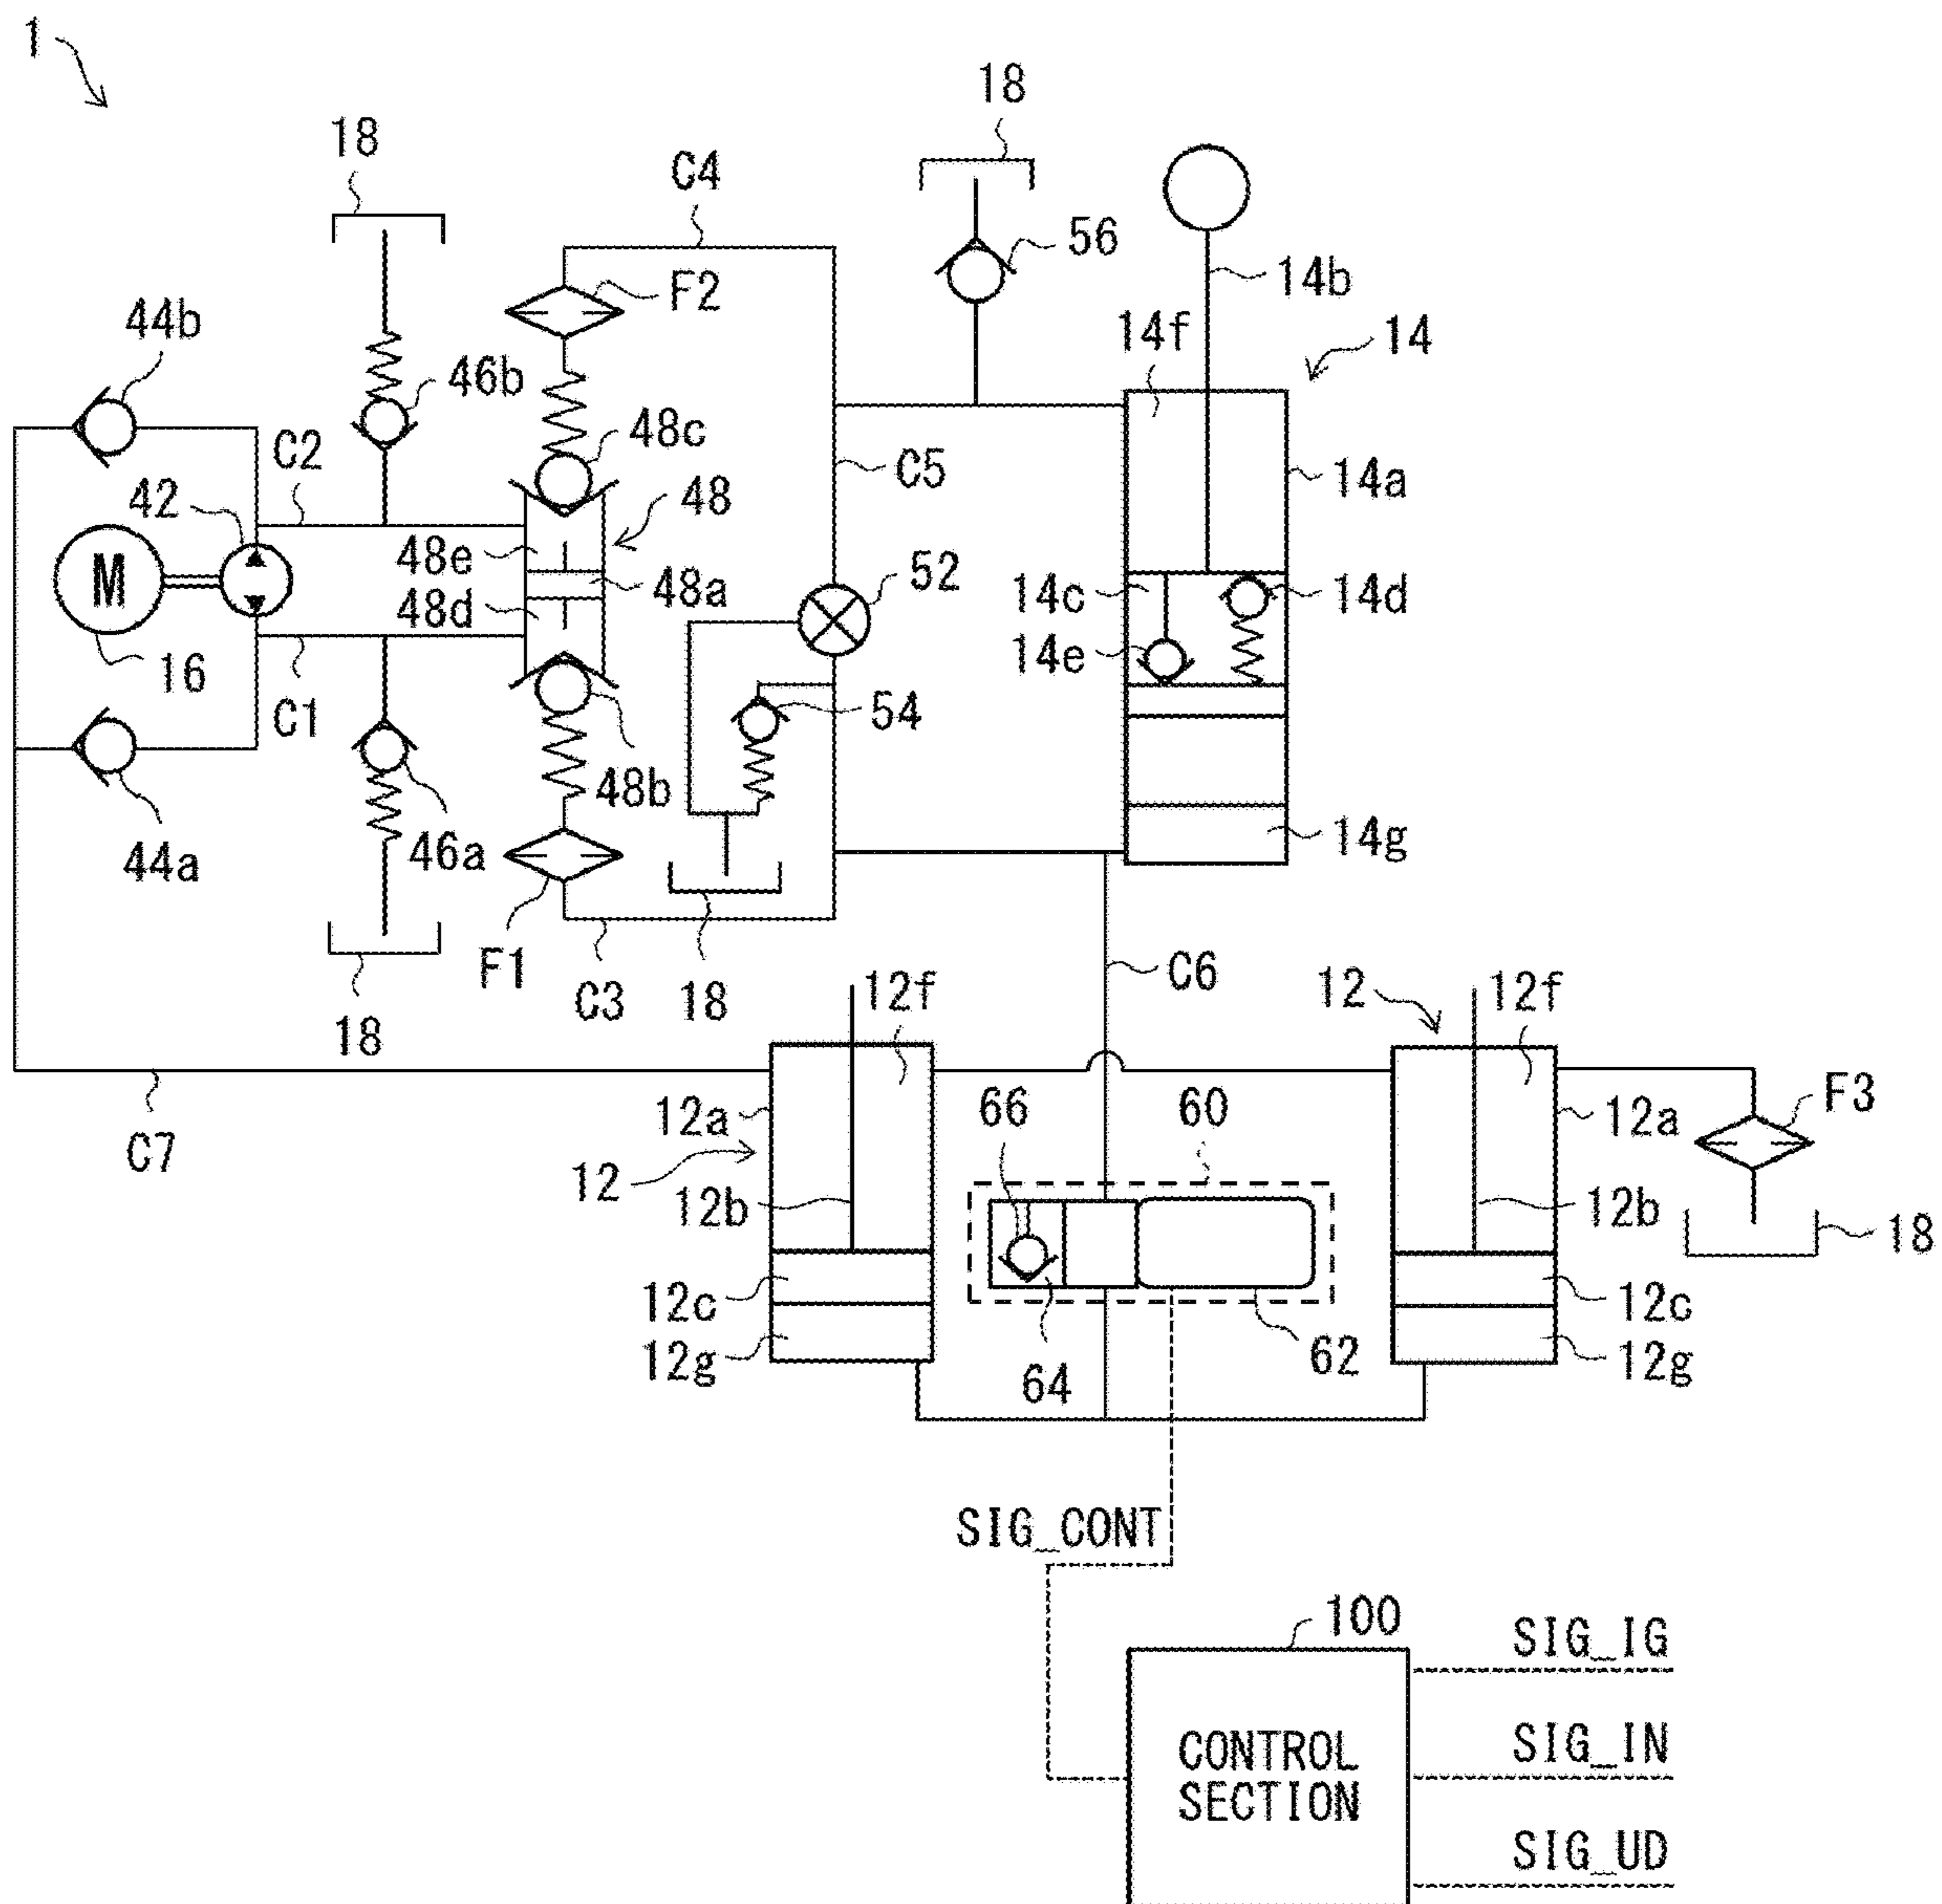 1
18
18
C4
56
F2
14b
44b
14f
14
46b
48c
C2
C5
14a
42
48
48e
52
M
48a
14c
14d
48d
14e
16
C1
54
48b
14g
44a
46a
F1
C3
18
C6
18
12f
12
12f
F3
12a
66
60
12a
C7
12
12b
12b
18
12c
12c
12g
64
62
12g
SIG_CONT
100
SIG_IG
CONTROL
SECTION
SIG_IN
SIG_UD